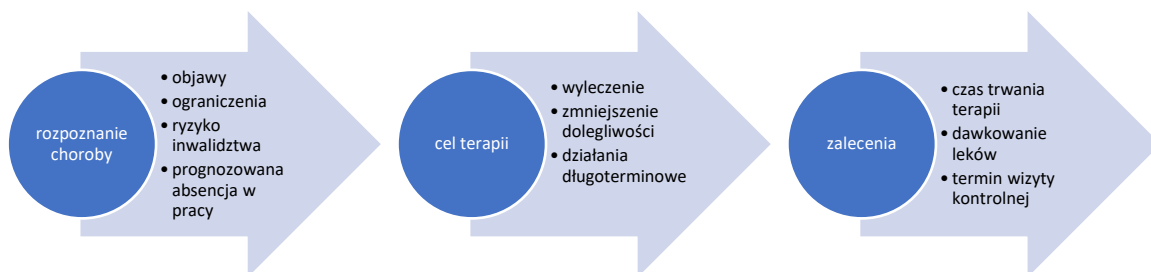 rozpoznanie
choroby
• objawy
• ograniczenia
• ryzyko
inwalidztwa
• prognozowana
absencja w
pracy
cel terapii
• wyleczenie
• zmniejszenie
dolegliwości
• działania
długoterminowe
zalecenia
• czas trwania
terapii
• dawkowanie
leków
• termin wizyty
kontrolnej